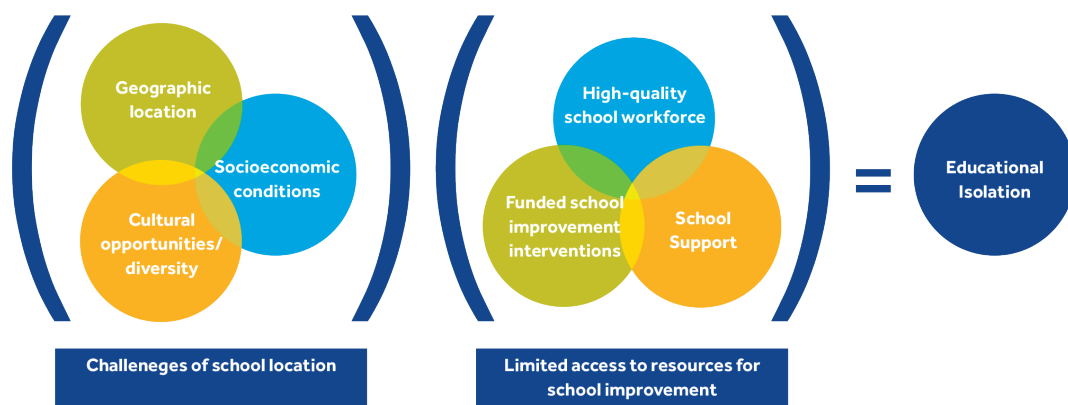 Geographic
location
Socioeconomic
conditions
Cultural
opportunities/
diversity
High-quality
school workforce
Funded school
improvement
interventions
School
Support
=
Educational
Isolation
Challeneges of school location
Limited access to resources for
school improvement